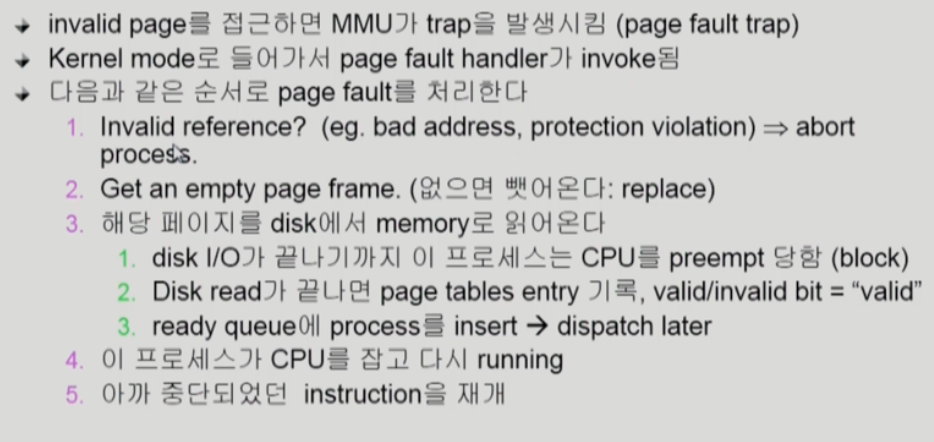 invalid page를 접근하면 MMU가 trap을 발생시킴 (page fault trap)
Kernel mode로 들어가서 page fault handler가 invoke됨
다음과 같은 순서로 page fault를 처리한다
1. Invalid reference? (eg. bad address, protection violation) ⇒ abort
process.
2. Get an empty page frame. (없으면 뺏어온다: replace)
3. 해당 페이지를 disk에서 memory로 읽어온다
1. disk I/O가 끝나기까지 이 프로세스는 CPU를 preempt 당함 (block)
2. Disk read가 끝나면 page tables entry 기록, valid/invalid bit = “valid”
3. ready queue에 process를 insert → dispatch later
4. 이 프로세스가 CPU를 잡고 다시 running
5. 아까 중단되었던 instruction을 재개